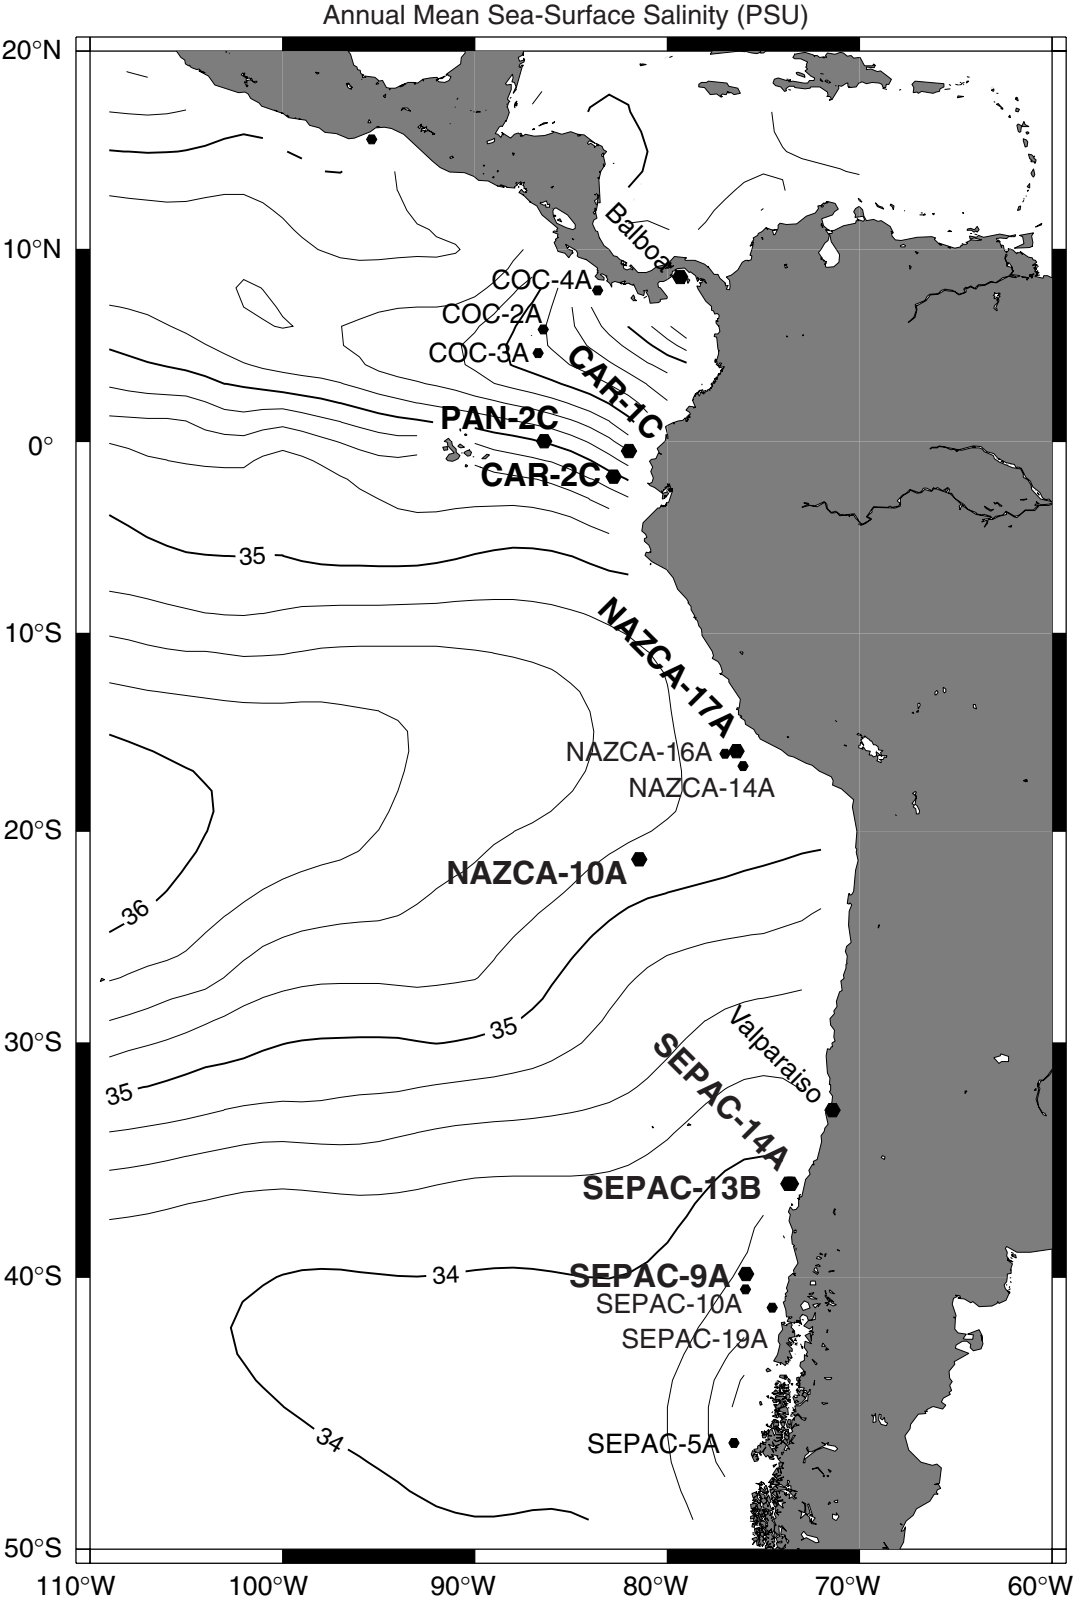 Annual Mean Sea-Surface Salinity (PSU)
20°N
10°N
Balboa
COC-4A
COC-2A
COC-3A
CAR-1C
PAN-2C
0°
CAR-2C
35
NAZCA-17A
10°S
NAZCA-16A
NAZCA-14A
20°S
NAZCA-10A
36
35
Valparaiso
30°S
SEPAC-14A
35
SEPAC-13B
34
40°S
SEPAC-9A
SEPAC-10A
SEPAC-19A
34
SEPAC-5A
50°S
110°W 100°W 90°W 80°W 70°W 60°W